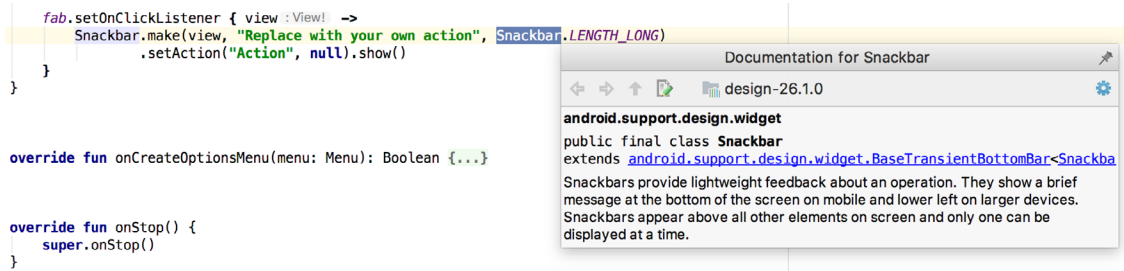 fab.setOnClickListener { view : View! ->
Snackbar.make(view, "Replace with your own action", Snackbar.LENGTH_LONG)
.setAction("Action", null).show()
}
}
override fun onCreateOptionsMenu(menu: Menu): Boolean {...}
override fun onStop() {
super.onStop()
}
Documentation for Snackbar
design-26.1.0
android.support.design.widget
public final class Snackbar
extends android.support.design.widget.BaseTransientBottomBar<Snackba
Snackbars provide lightweight feedback about an operation. They show a brief
message at the bottom of the screen on mobile and lower left on larger devices.
Snackbars appear above all other elements on screen and only one can be
displayed at a time.